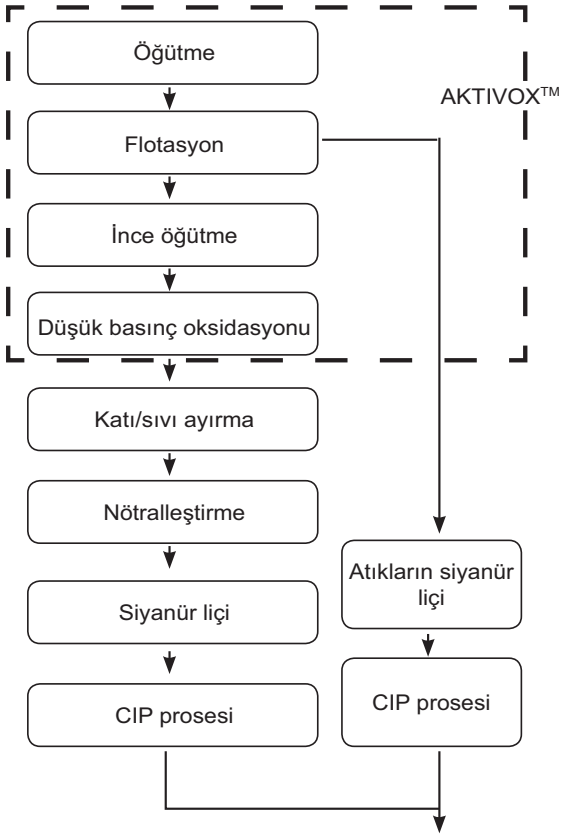 Öğütme
AKTIVOX™
Flotasyon
İnce öğütme
Düşük basınç oksidasyonu
Katı/sıvı ayırma
Nötralleştirme
Siyanür liçi
CIP prosesi
Atıkların siyanür
liçi
CIP prosesi